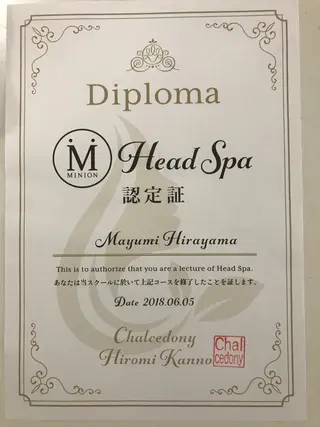 Diploma
M
MINION
Head Spa
認定証
Mayumi Hirayama
This is to authorize that you are a lecture of Head Spa.
あなたは当スクールに於いて上記コースを修了したことを証します。
Date 2018.06.05
Chalcedony
Hiromi Kanno
Chal
cedony